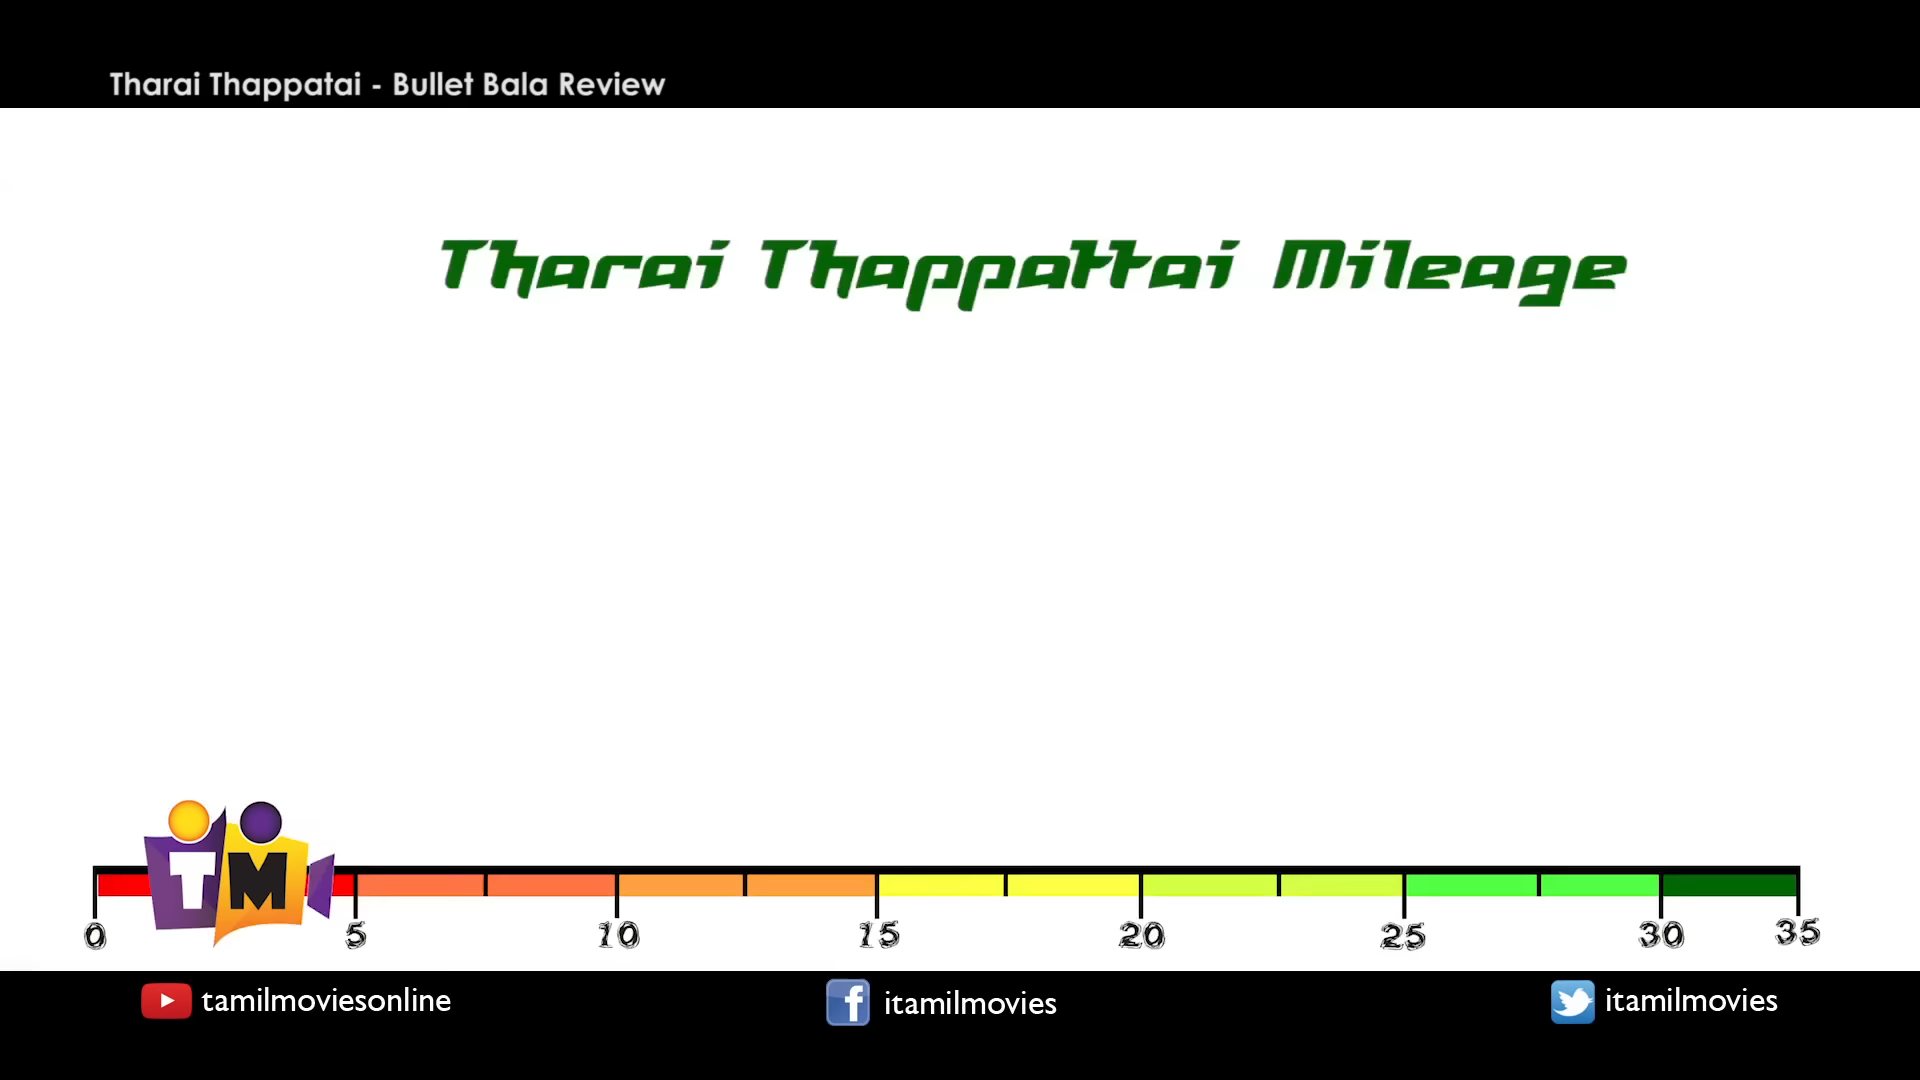 Tharai Thappatai - Bullet Bala Review
Tharai Thappattai Mileage
TM
0 5 10 15 20 25 30 35
tamilmoviesonline itamilmovies itamilmovies